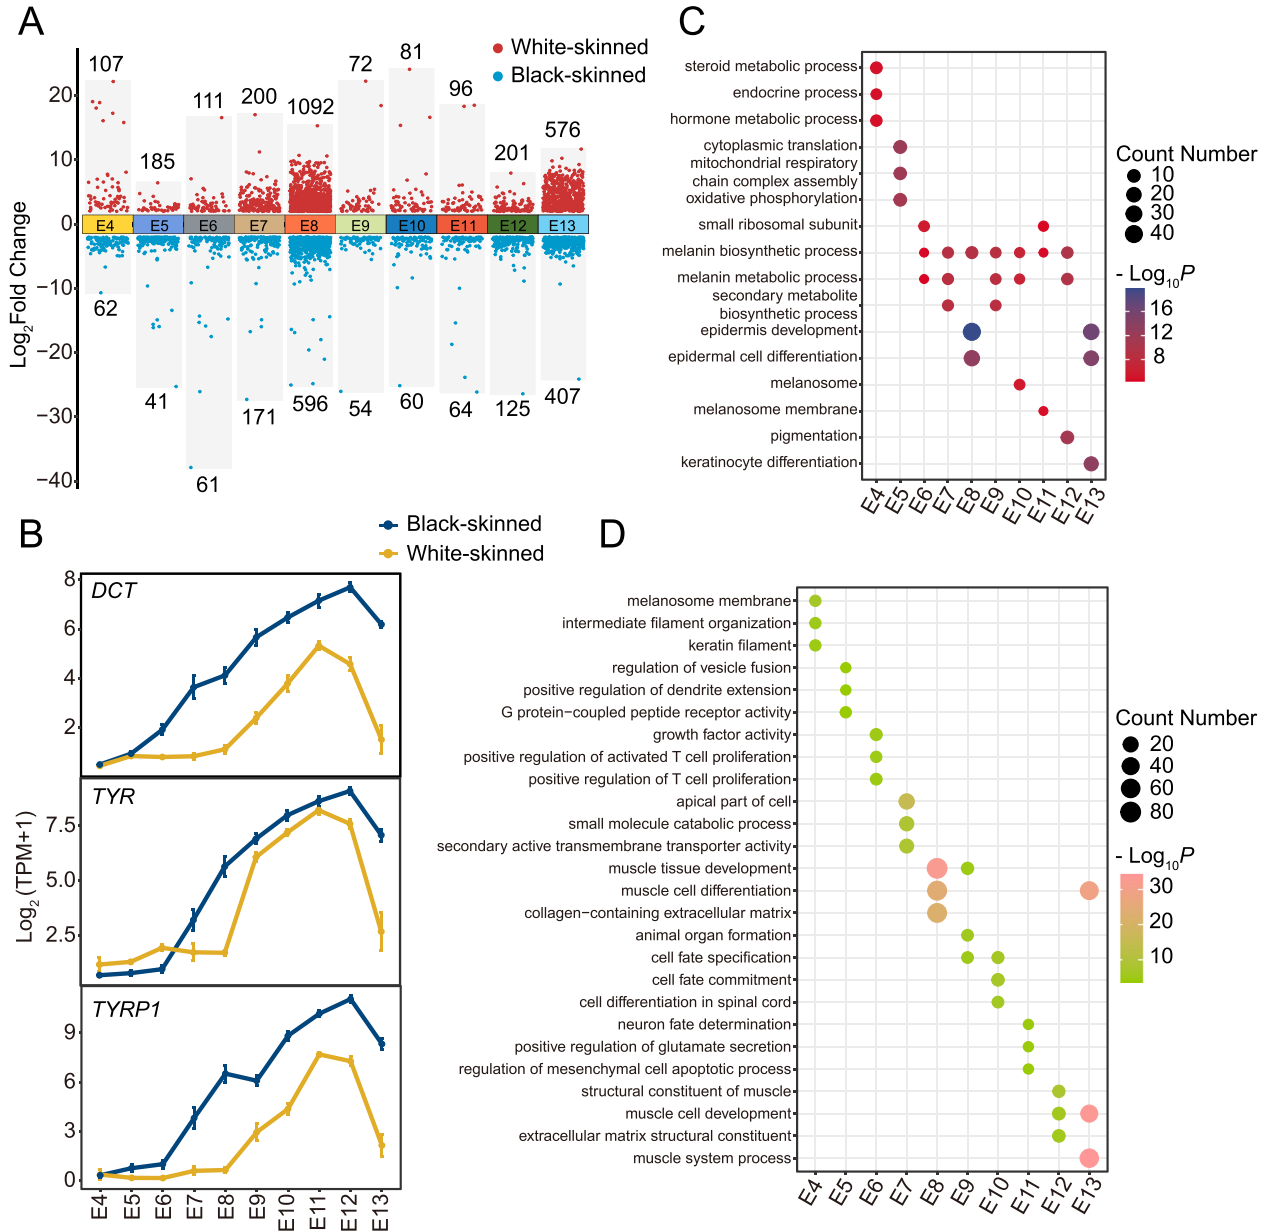 A
White-skinned
Black-skinned
Log2Fold Change
20
10
0
−10
−20
−30
−40
107
185
111
200
1092
72
81
96
201
576
E4
E5
E6
E7
E8
E9
E10
E11
E12
E13
62
41
61
171
596
54
60
64
125
407
B
Black-skinned
White-skinned
Log2 (TPM+1)
DCT
8
6
4
2
TYR
7.5
5.0
2.5
TYRP1
9
6
3
0
E4
E5
E6
E7
E8
E9
E10
E11
E12
E13
C
steroid metabolic process
endocrine process
hormone metabolic process
cytoplasmic translation
mitochondrial respiratory
chain complex assembly
oxidative phosphorylation
small ribosomal subunit
melanin biosynthetic process
melanin metabolic process
secondary metabolite
biosynthetic process
epidermis development
epidermal cell differentiation
melanosome
melanosome membrane
pigmentation
keratinocyte differentiation
E4
E5
E6
E7
E8
E9
E10
E11
E12
E13
Count Number
10
20
30
40
- Log10P
16
12
8
D
melanosome membrane
intermediate filament organization
keratin filament
regulation of vesicle fusion
positive regulation of dendrite extension
G protein−coupled peptide receptor activity
growth factor activity
positive regulation of activated T cell proliferation
positive regulation of T cell proliferation
apical part of cell
small molecule catabolic process
secondary active transmembrane transporter activity
muscle tissue development
muscle cell differentiation
collagen−containing extracellular matrix
animal organ formation
cell fate specification
cell fate commitment
cell differentiation in spinal cord
neuron fate determination
positive regulation of glutamate secretion
regulation of mesenchymal cell apoptotic process
structural constituent of muscle
muscle cell development
extracellular matrix structural constituent
muscle system process
E4
E5
E6
E7
E8
E9
E10
E11
E12
E13
Count Number
20
40
60
80
- Log10P
30
20
10